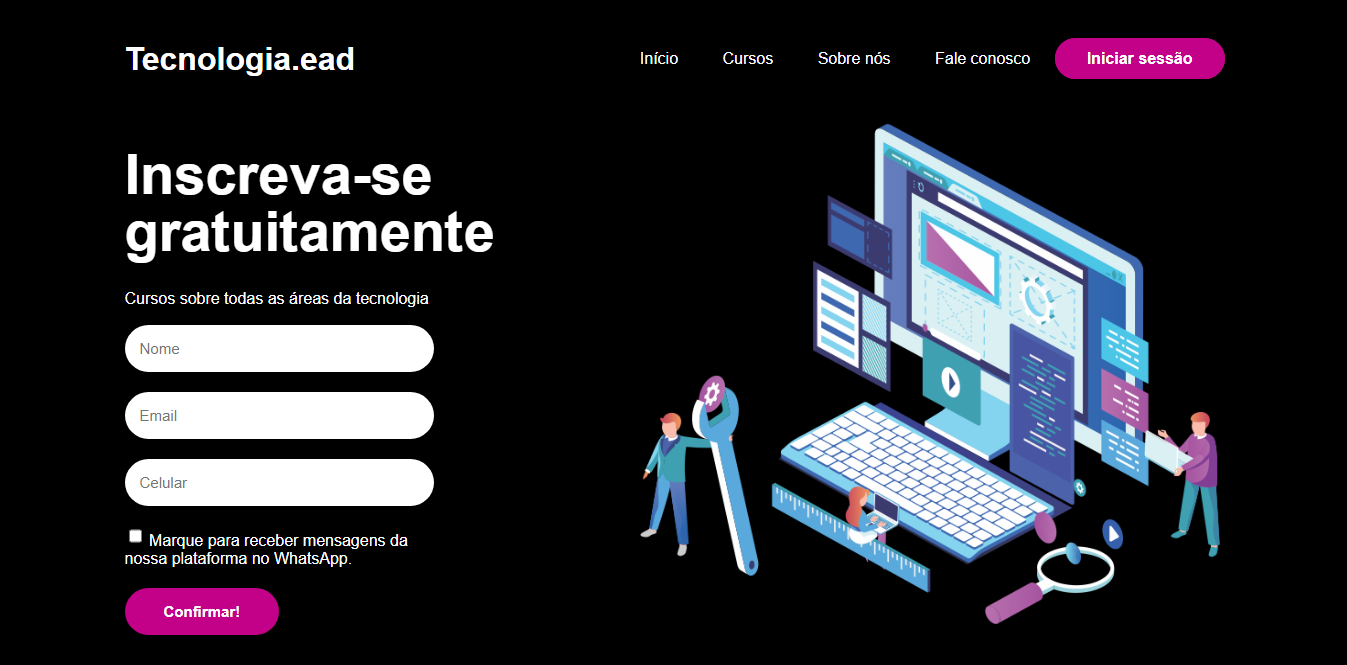 Tecnologia.ead
Início
Cursos
Sobre nós
Fale conosco
Iniciar sessão
Inscreva-se
gratuitamente
Cursos sobre todas as áreas da tecnologia
Nome
Email
Celular
Marque para receber mensagens da
nossa plataforma no WhatsApp.
Confirmar!